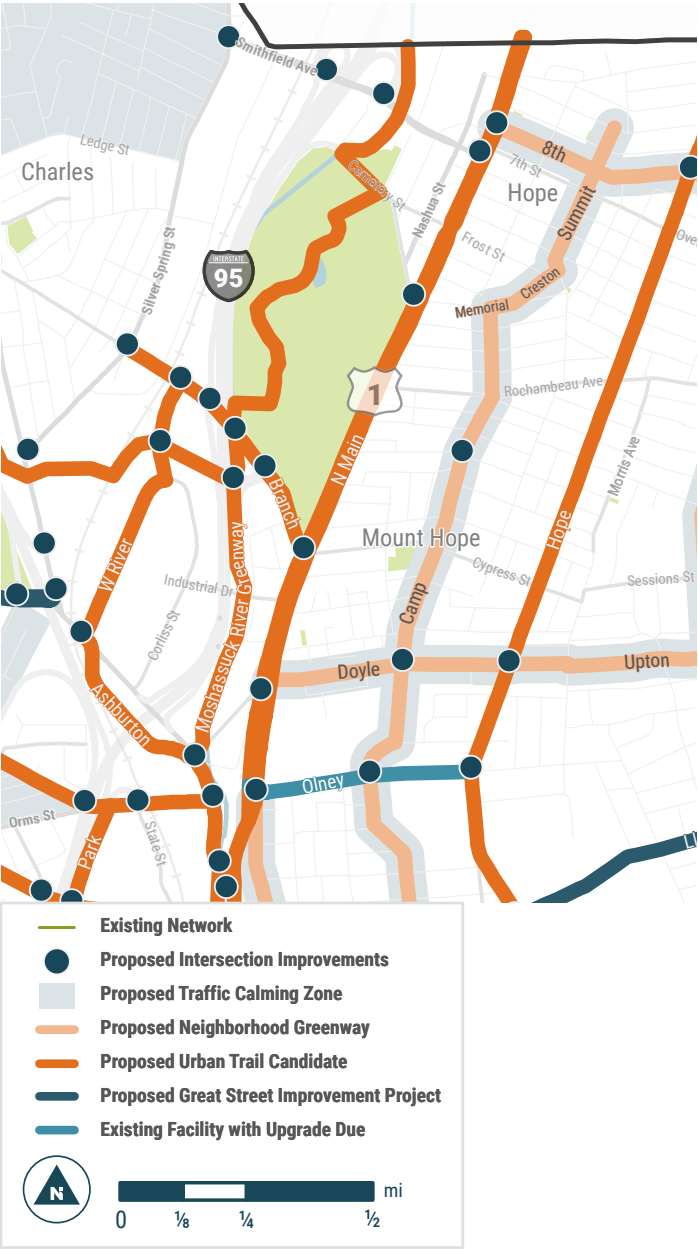 Smithfield Ave
Ledge St
Charles
8th
7th St
Cemetery St
Hope
Summit
Nashua St
Frost St
Ove
Silver Spring St
INTERSTATE
95
Creston
Memorial
1
Rochambeau Ave
N Main
Morris Ave
Branch
Hope
Mount Hope
W River
Cypress St
Industrial Dr
Sessions St
Camp
Corliss St
Moshassuck River Greenway
Doyle
Upton
Ashburton
Olney
Orms St
Park
State St
Ll
Existing Network
Proposed Intersection Improvements
Proposed Traffic Calming Zone
Proposed Neighborhood Greenway
Proposed Urban Trail Candidate
Proposed Great Street Improvement Project
Existing Facility with Upgrade Due
N
mi
0 ⅛ ¼ ½